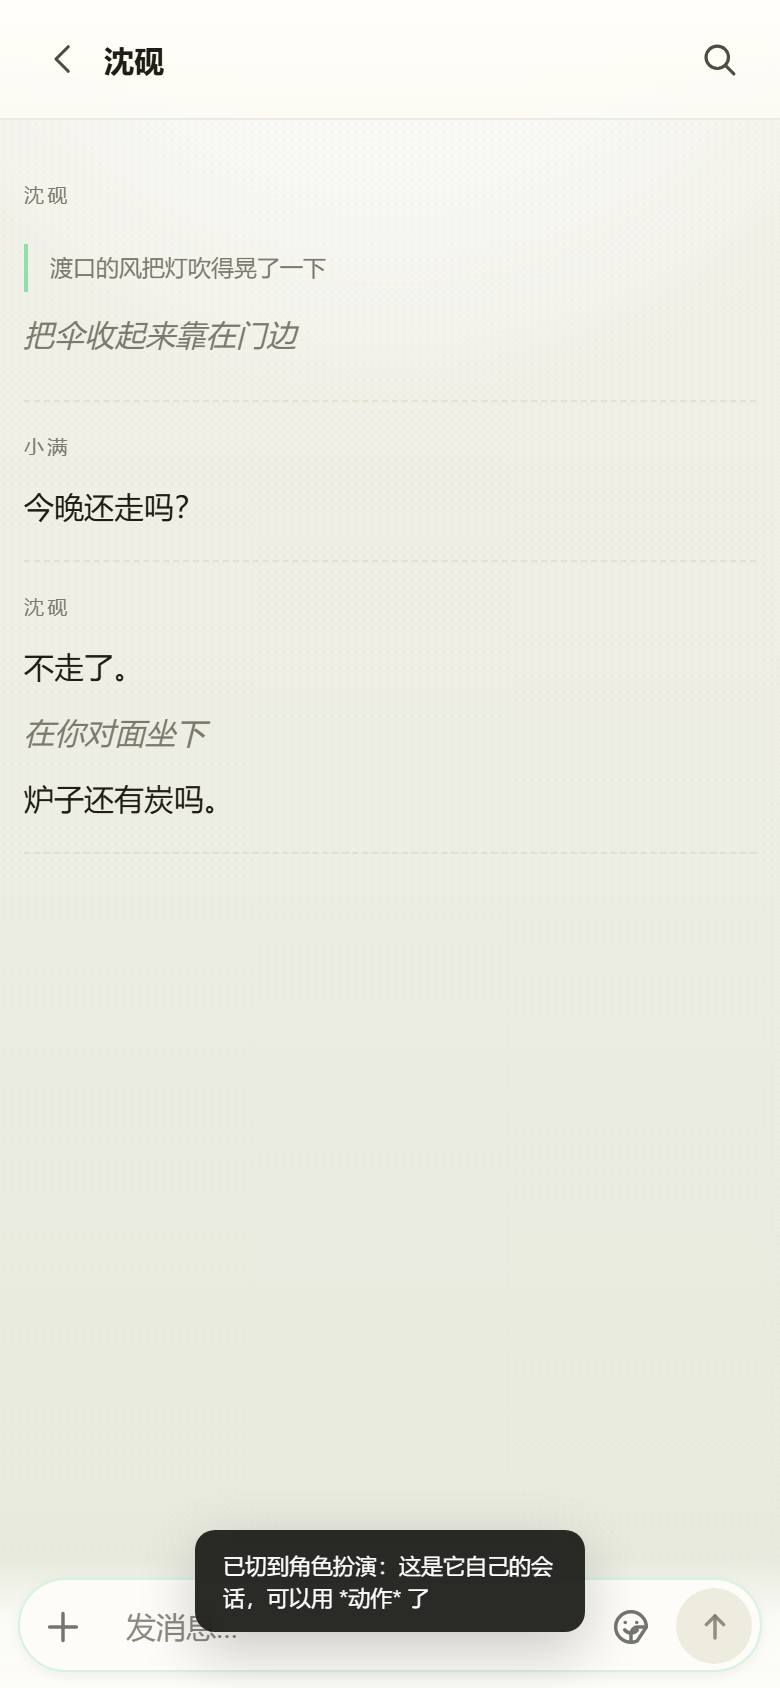 沈砚
沈砚
渡口的风把灯吹得晃了一下
把伞收起来靠在门边
小满
今晚还走吗？
沈砚
不走了。
在你对面坐下
炉子还有炭吗。
已切到角色扮演：这是它自己的会
话，可以用 *动作* 了
发消息…